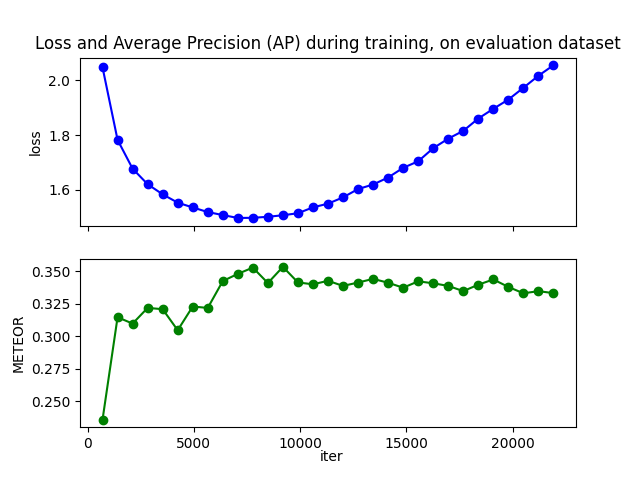 Loss and Average Precision (AP) during training, on evaluation dataset
2.0
1.8
1.6
loss
0.350
0.325
0.300
0.275
0.250
METEOR
0 5000 10000 15000 20000
iter